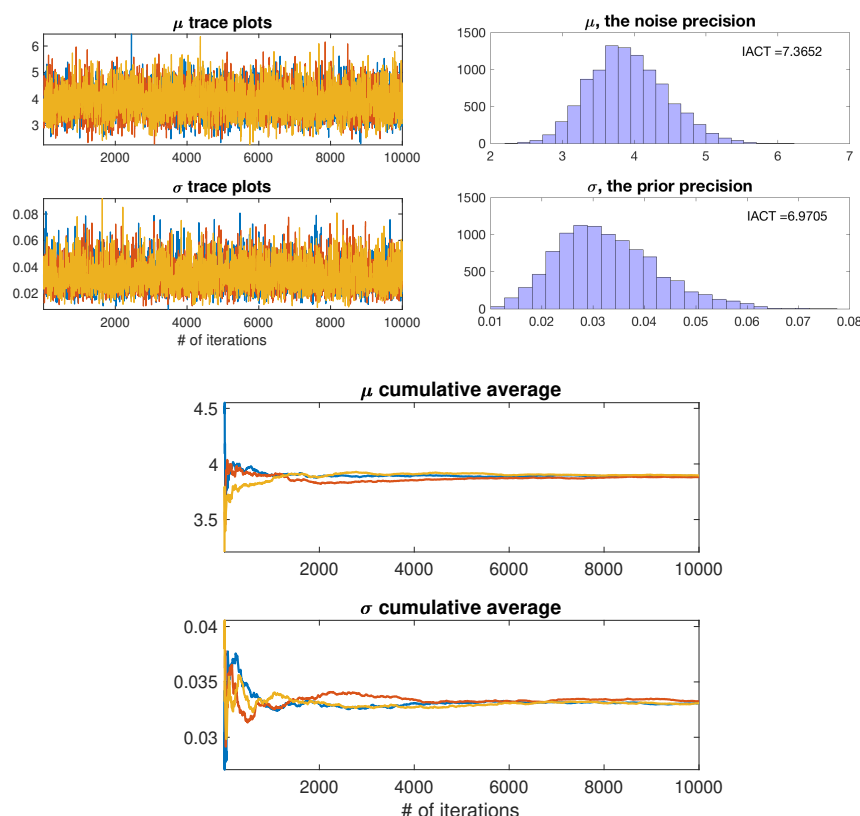 μ trace plots
6
5
4
3
2000 4000 6000 8000 10000
μ, the noise precision
1500
1000
500
0
IACT =7.3652
2 3 4 5 6 7
σ trace plots
0.08
0.06
0.04
0.02
2000 4000 6000 8000 10000
# of iterations
σ, the prior precision
1500
1000
500
0
IACT =6.9705
0.01 0.02 0.03 0.04 0.05 0.06 0.07 0.08
μ cumulative average
4.5
4
3.5
2000 4000 6000 8000 10000
σ cumulative average
0.04
0.035
0.03
2000 4000 6000 8000 10000
# of iterations